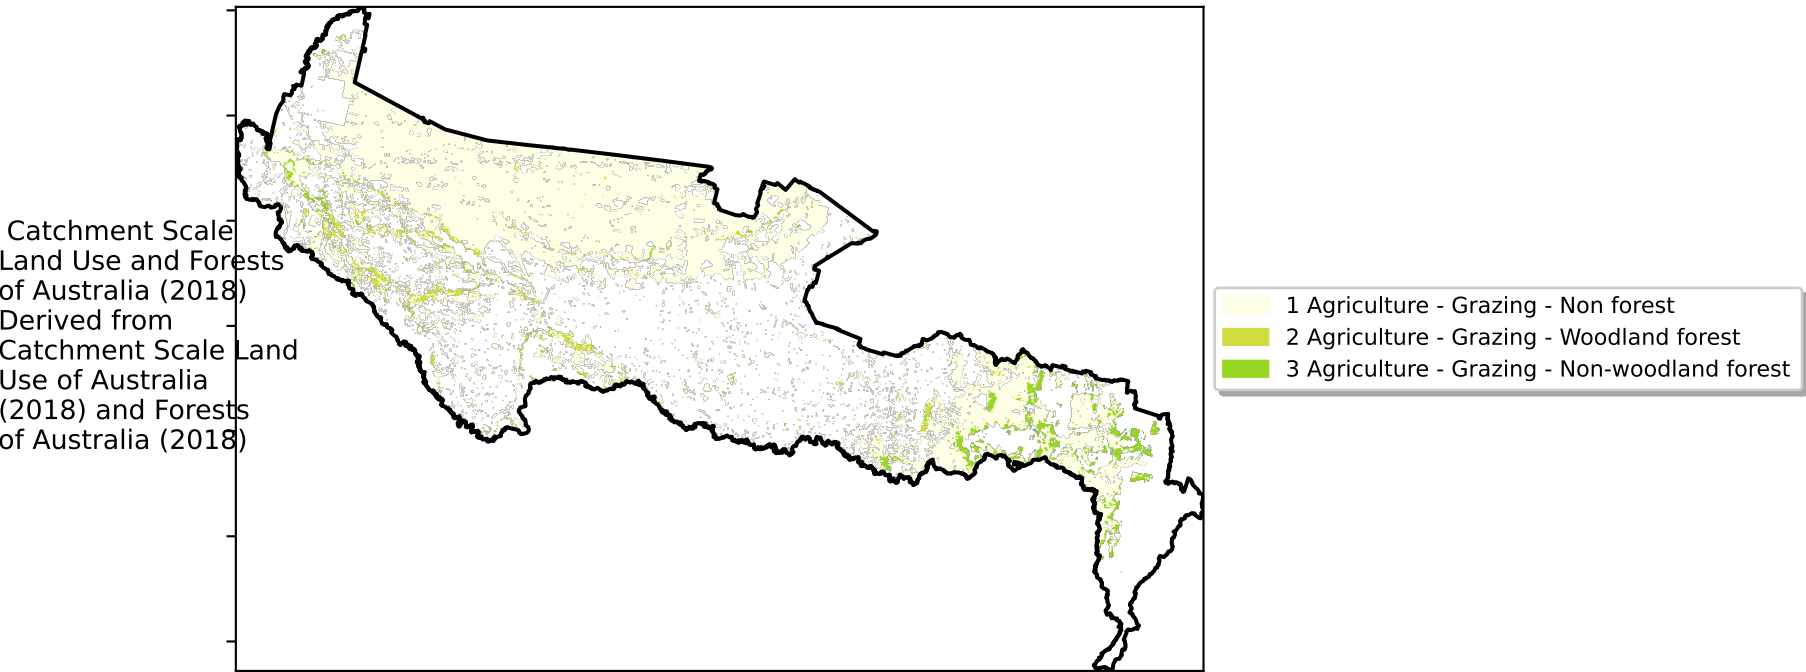 Catchment Scale
Land Use and Forests
of Australia (2018)
Derived from
Catchment Scale Land
Use of Australia
(2018) and Forests
of Australia (2018)
1 Agriculture - Grazing - Non forest
2 Agriculture - Grazing - Woodland forest
3 Agriculture - Grazing - Non-woodland forest